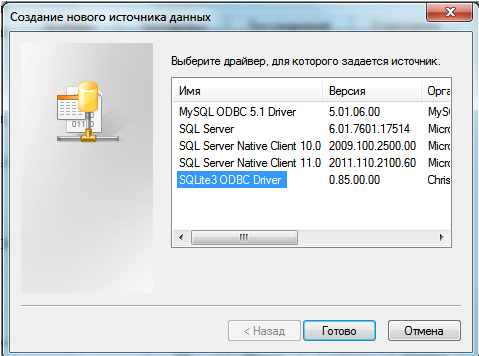 Создание нового источника данных
Выберите драйвер, для которого задается источник.
Имя Версия Орга
MySQL ODBC 5.1 Driver 5.01.06.00 MyS
SQL Server 6.01.7601.17514 Micro
SQL Server Native Client 10.0 2009.100.2500.00 Micro
SQL Server Native Client 11.0 2011.110.2100.60 Micro
SQLite3 ODBC Driver 0.85.00.00 Chris
< Назад Готово Отмена